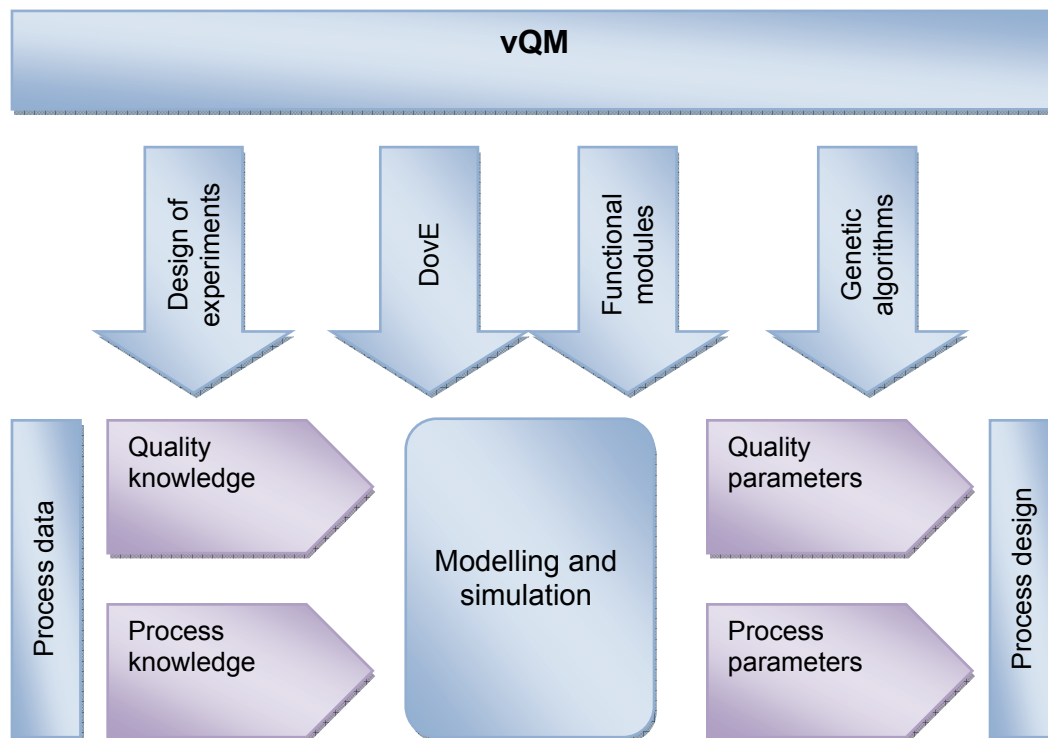 vQM
Design of
experiments
DovE
Functional
modules
Genetic
algorithms
Process data
Quality
knowledge
Process
knowledge
Modelling and
simulation
Quality
parameters
Process
parameters
Process design